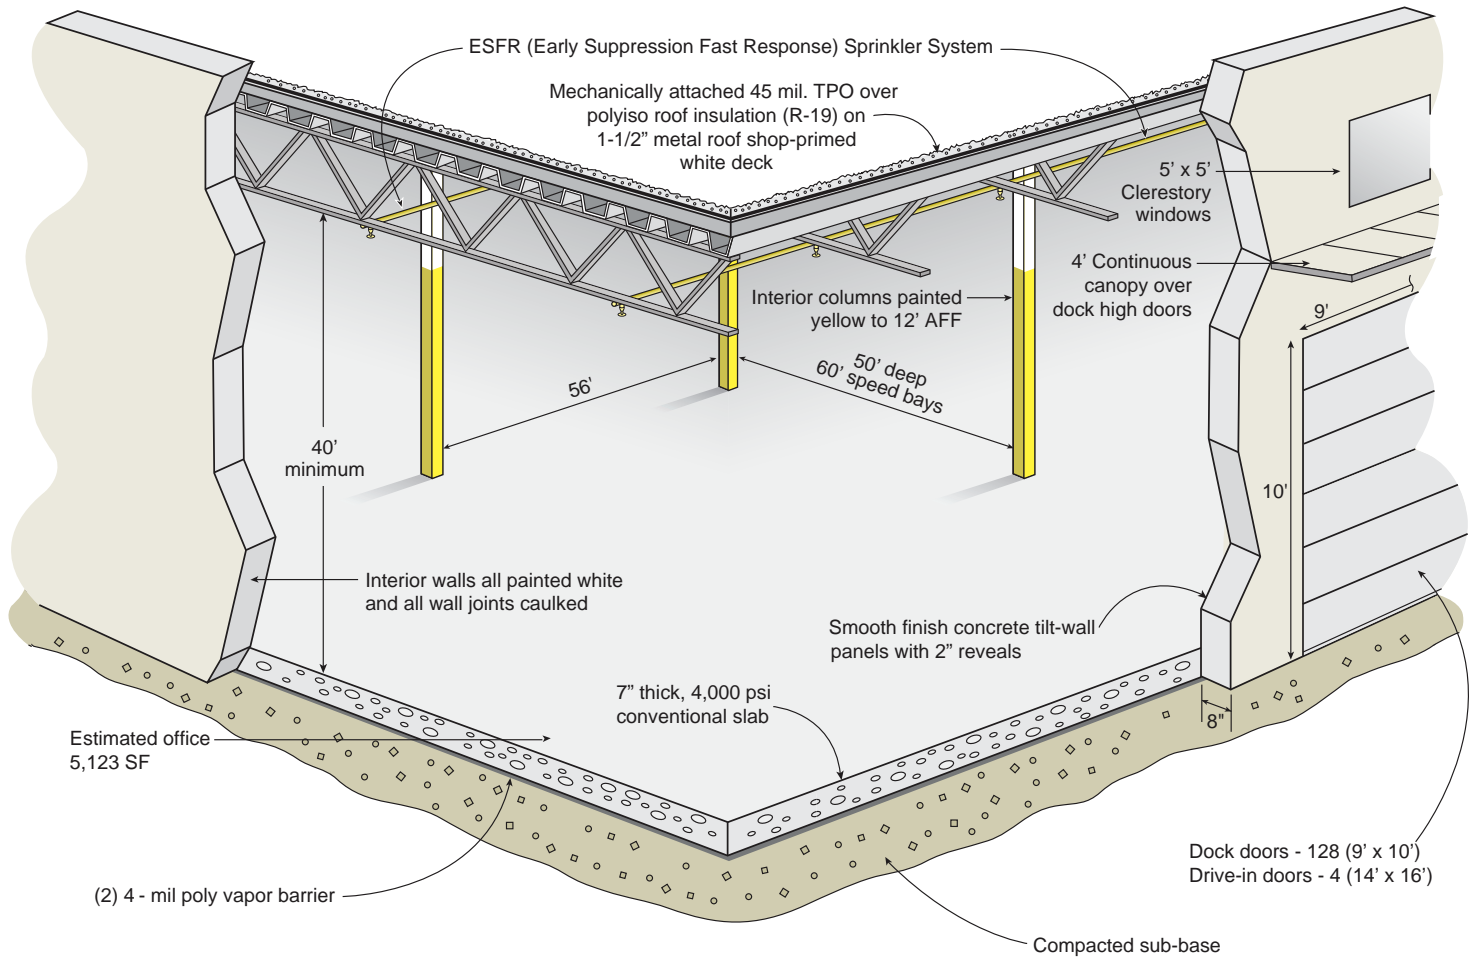 ESFR (Early Suppression Fast Response) Sprinkler System
Mechanically attached 45 mil. TPO over
polyiso roof insulation (R-19) on
1-1/2” metal roof shop-primed
white deck
5’ x 5’
Clerestory
windows
4’ Continuous
canopy over
dock high doors
9’
Interior columns painted
yellow to 12’ AFF
56’
50’ deep
60’ speed bays
40’
minimum
10’
Interior walls all painted white
and all wall joints caulked
Smooth finish concrete tilt-wall
panels with 2” reveals
7” thick, 4,000 psi
conventional slab
8"
Estimated office
5,123 SF
Dock doors - 128 (9’ x 10’)
Drive-in doors - 4 (14’ x 16’)
(2) 4 - mil poly vapor barrier
Compacted sub-base